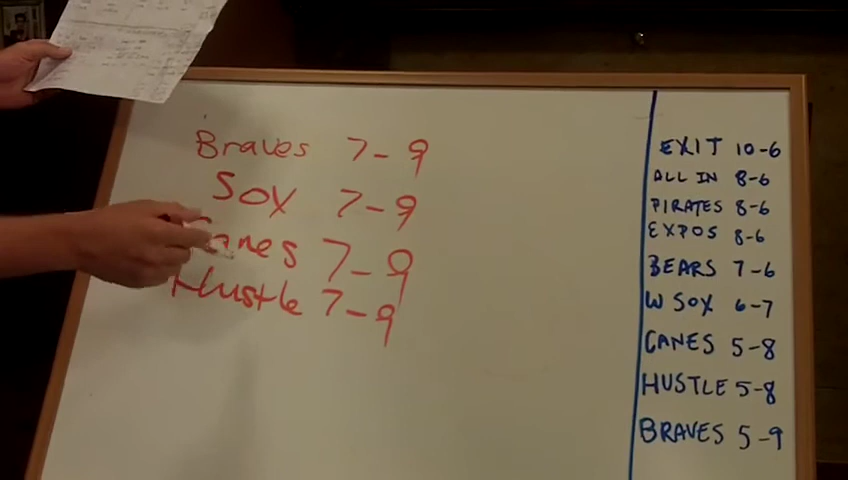 Braves 7-9
Sox 7-9
Canes 7-9
Hustle 7-9
EXIT 10-6
ALL IN 8-6
PIRATES 8-6
EXPOS 8-6
BEARS 7-6
W SOX 6-7
CANES 5-8
HUSTLE 5-8
BRAVES 5-9